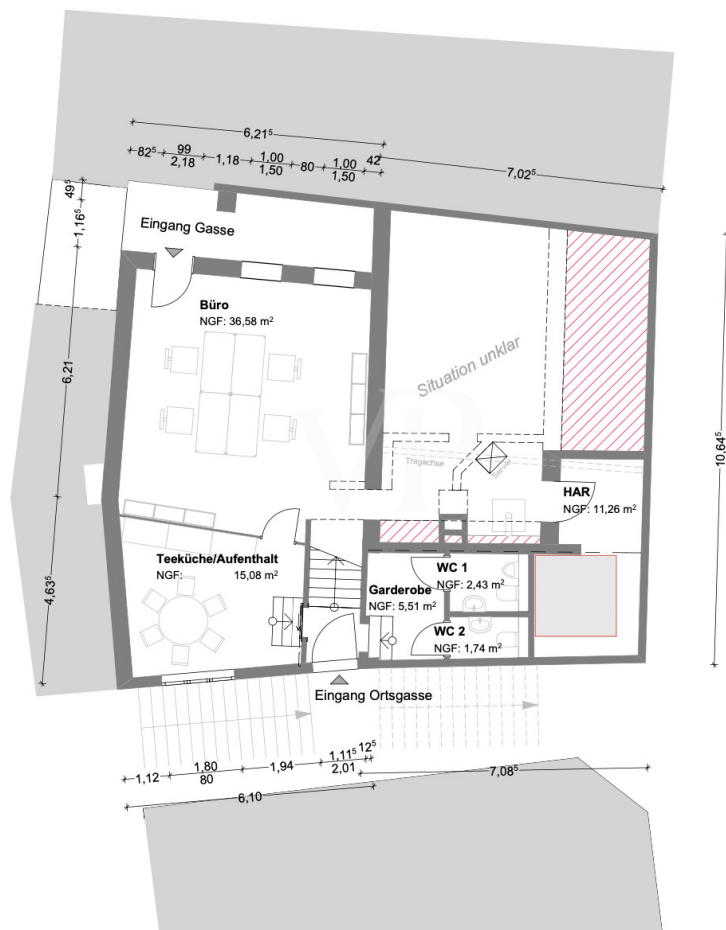 6,21⁵
82⁵
99
2,18
1,18
1,00
1,50
80
1,00
1,50
42
7,02⁵
49⁵
1,16⁵
Eingang Gasse
Büro
NGF: 36,58 m²
6,21
Situation unklar
10,64⁵
Tragachse
Server
HAR
NGF: 11,26 m²
Teeküche/Aufenthalt
NGF: 15,08 m²
WC 1
NGF: 2,43 m²
Garderobe
NGF: 5,51 m²
4,63⁵
WC 2
NGF: 1,74 m²
Eingang Ortsgasse
1,12
1,80
80
1,94
1,11⁵
2,01
12⁵
7,08⁵
6,10
VP